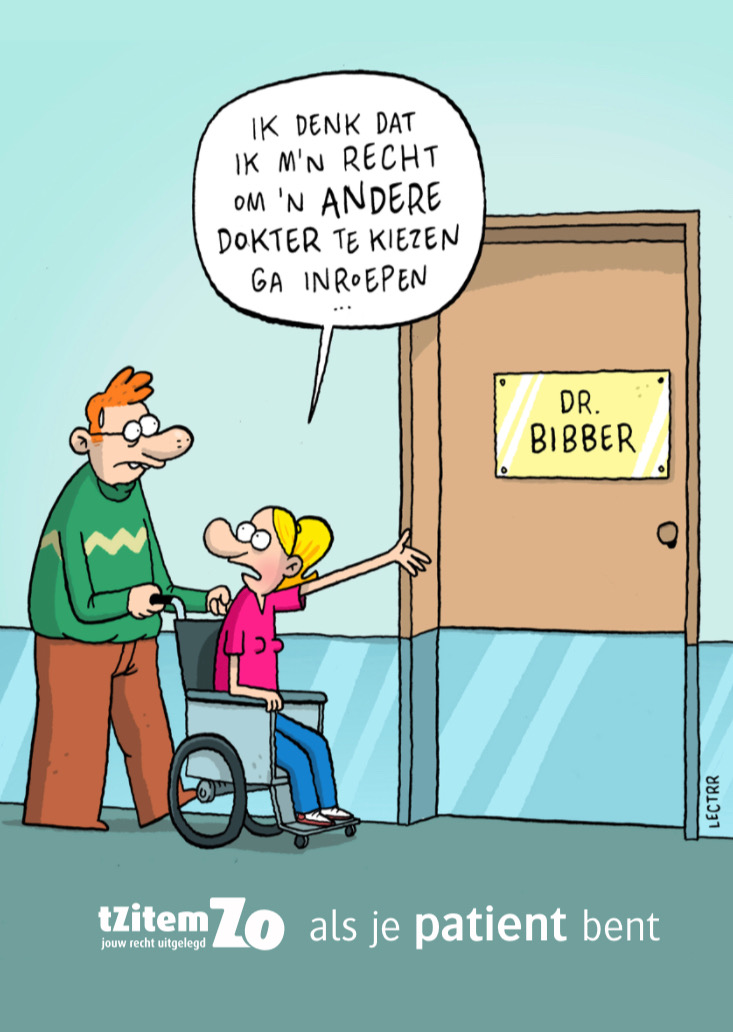 IK DENK DAT
IK M'N RECHT
OM 'N ANDERE
DOKTER TE KIEZEN
GA INROEPEN
...
DR.
BIBBER
LECTRR
tZitemZo als je patient bent
jouw recht uitgelegd